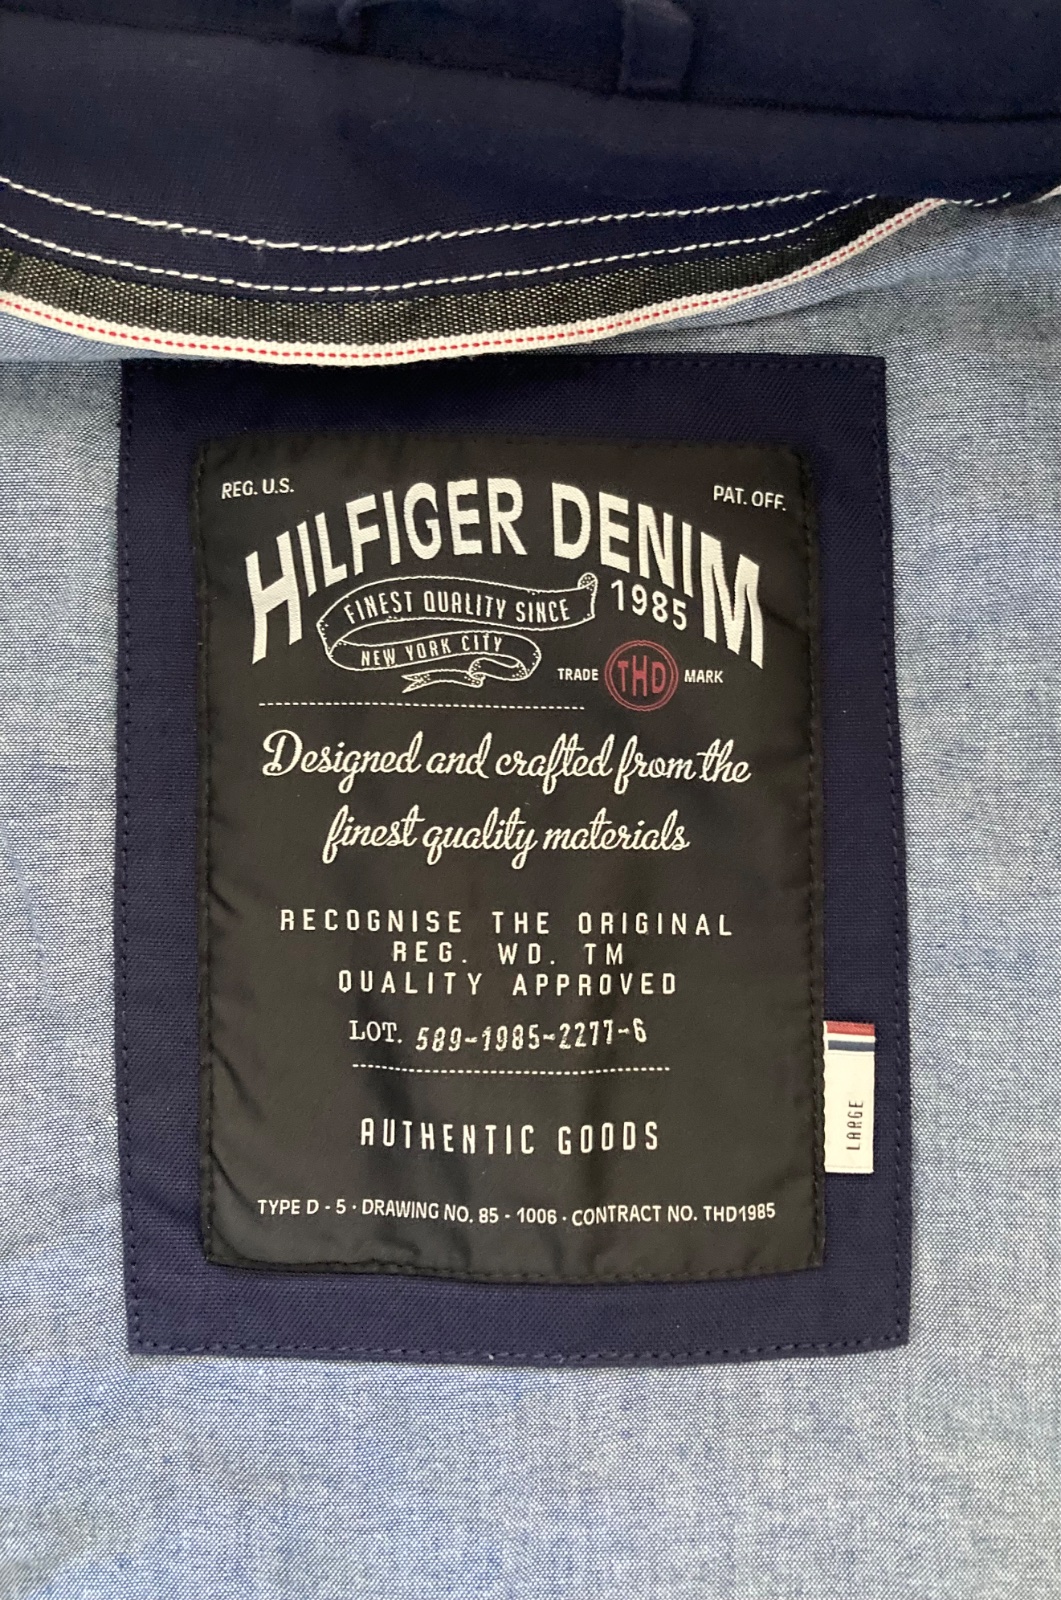 REG. U.S. PAT. OFF.
HILFIGER DENIM
FINEST QUALITY SINCE 1985
NEW YORK CITY
TRADE THD MARK
Designed and crafted from the
finest quality materials
RECOGNISE THE ORIGINAL
REG. WD. TM
QUALITY APPROVED
LOT. 589-1985-2277-6
AUTHENTIC GOODS
TYPE D - 5 · DRAWING NO. 85 - 1006 · CONTRACT NO. THD1985
LARGE